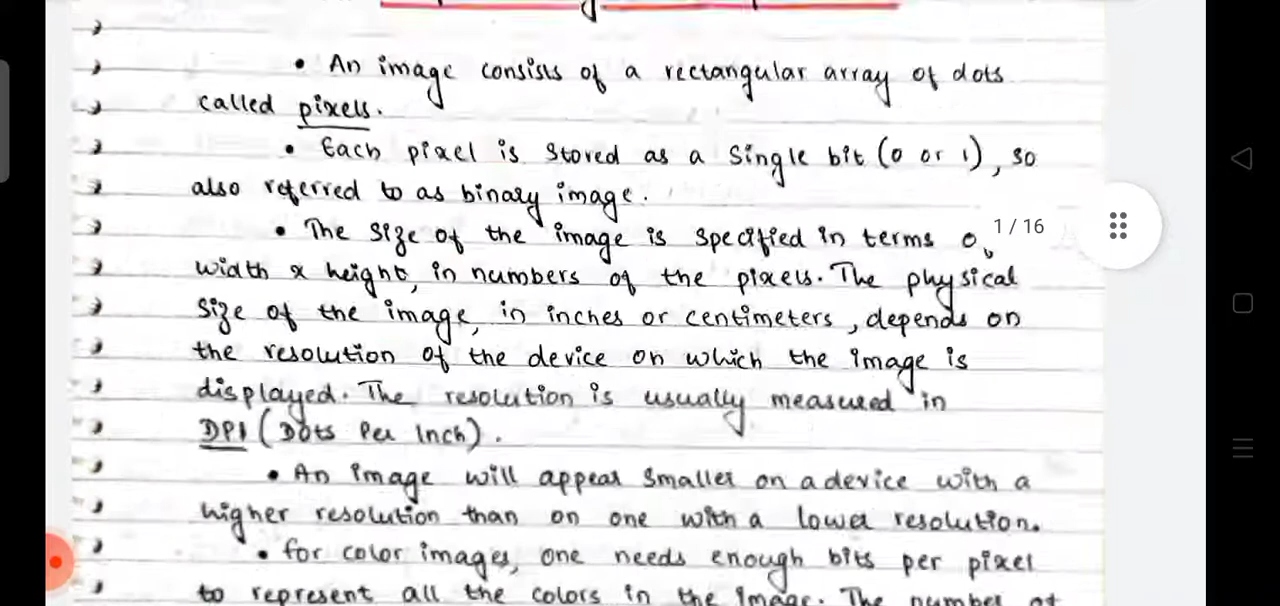 • An image consists of a rectangular array of dots
called pixels.
• Each pixel is stored as a single bit (0 or 1), so
also referred to as binary image.
• The size of the image is specified in terms
1 / 16
width x height, in numbers of the pixels. The physical
size of the image, in inches or centimeters, depends on
the resolution of the device on which the image is
displayed. The resolution is usually measured in
DPI (Dots Per Inch).
• An image will appear smaller on a device with a
higher resolution than on one with a lower resolution.
• for color images, one needs enough bits per pixel
to represent all the colors in the image. The number of